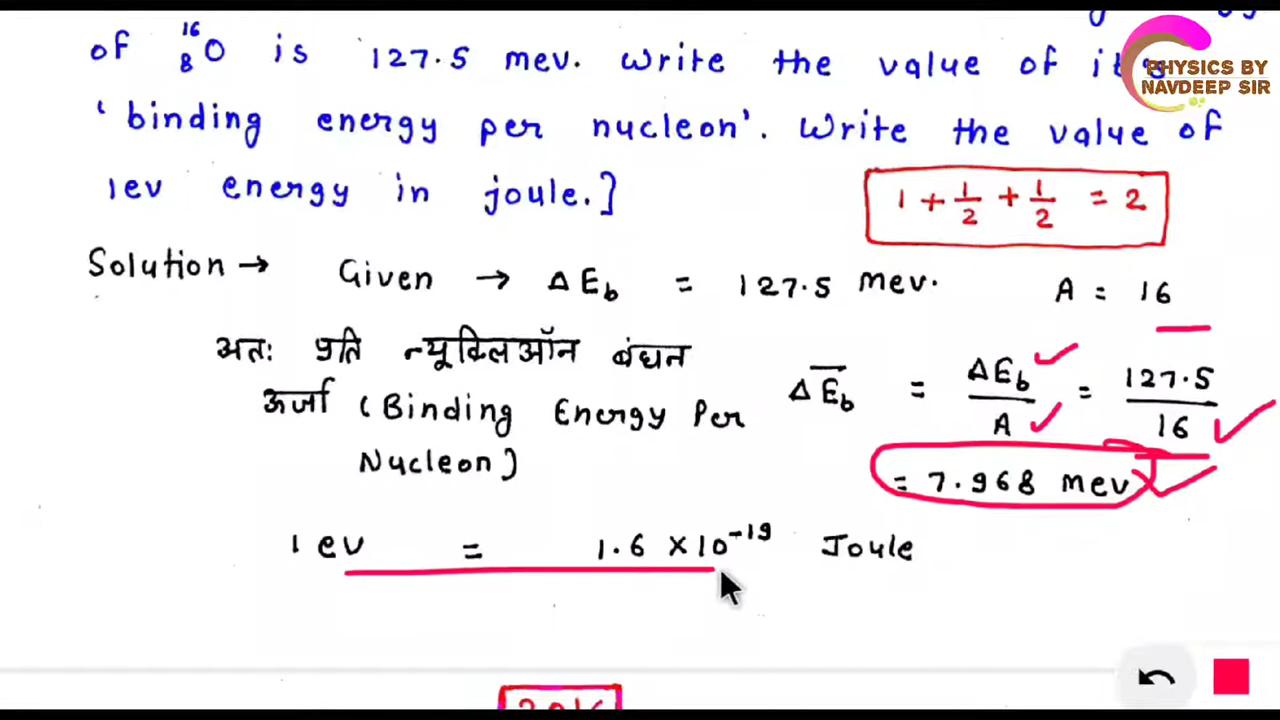 of ¹⁶₈O is 127.5 mev. Write the value of it's
'binding energy per nucleon'. Write the value of
1ev energy in joule.]
1 + 1/2 + 1/2 = 2
Solution → Given → ΔE_b = 127.5 mev. A = 16
अतः प्रति न्यूक्लिऑन बंधन
ऊर्जा (Binding Energy Per
Nucleon)
Δ\overline{E_b} = ΔE_b/A = 127.5/16
= 7.968 mev
1 ev = 1.6 × 10⁻¹⁹ Joule
PHYSICS BY
NAVDEEP SIR